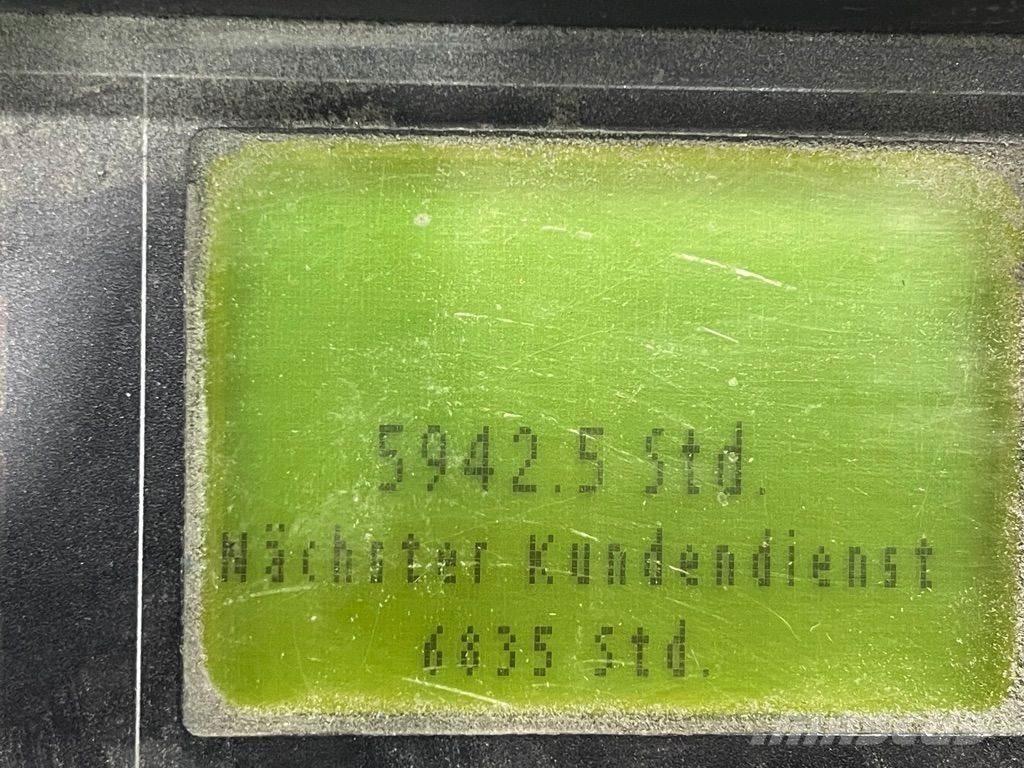 5942.5 Std.
Nächster Kundendienst
6035 Std.